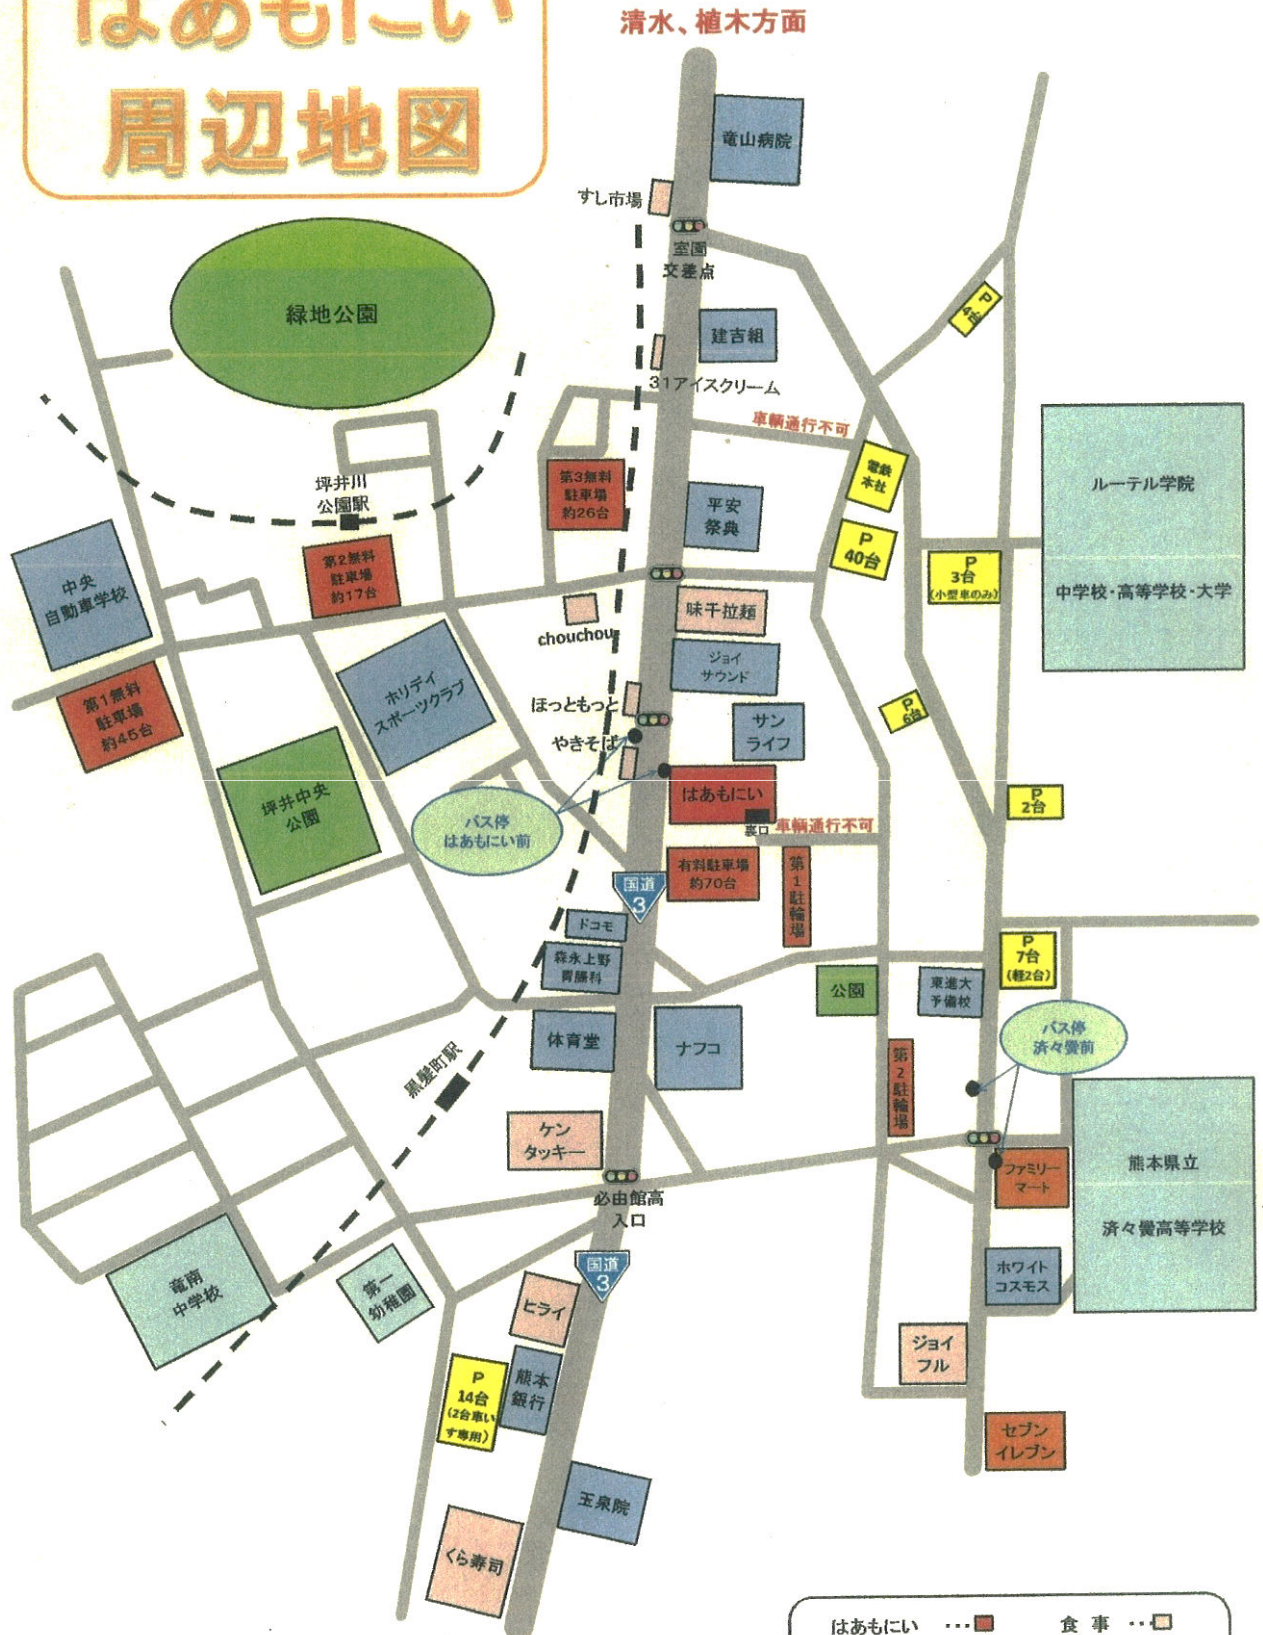 はあもにい
周辺地図
清水、植木方面
竜山病院
すし市場
室園
交差点
緑地公園
建吉組
31アイスクリーム
車輌通行不可
P
4台
電鉄
本社
ルーテル学院
中学校・高等学校・大学
坪井川
公園駅
第3無料
駐車場
約26台
平安
祭典
P
40台
P
3台
(小型車のみ)
中央
自動車学校
第2無料
駐車場
約17台
味千拉麺
chouchou
ジョイ
サウンド
ホリデイ
スポーツクラブ
第1無料
駐車場
約45台
ほっともっと
やきそば
サン
ライフ
P
6台
坪井中央
公園
バス停
はあもにい前
はあもにい
裏口
車輌通行不可
P
2台
有料駐車場
約70台
第1駐輪場
国道
3
ドコモ
森永上野
胃腸科
公園
東進大
予備校
P
7台
(軽2台)
体育堂
ナフコ
バス停
済々黌前
黒髪町駅
第2駐輪場
ケン
タッキー
ファミリー
マート
熊本県立
済々黌高等学校
必由館高
入口
国道
3
竜南
中学校
第一
幼稚園
ホワイト
コスモス
ヒライ
ジョイ
フル
P
14台
(2台車い
す専用)
熊本
銀行
セブン
イレブン
玉泉院
くら寿司
はあもにい ・・・
食 事 ・・・